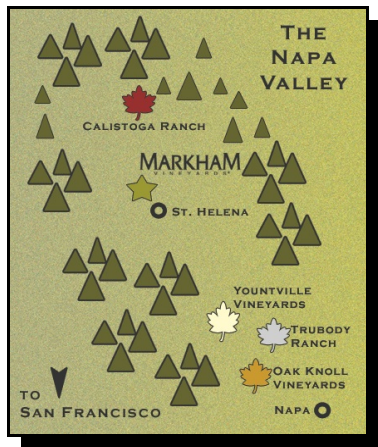 THE
NAPA
VALLEY
CALISTOGA RANCH
MARKHAM
VINEYARDS
ST. HELENA
YOUNTVILLE
VINEYARDS
TRUBODY
RANCH
OAK KNOLL
VINEYARDS
NAPA
TO
SAN FRANCISCO